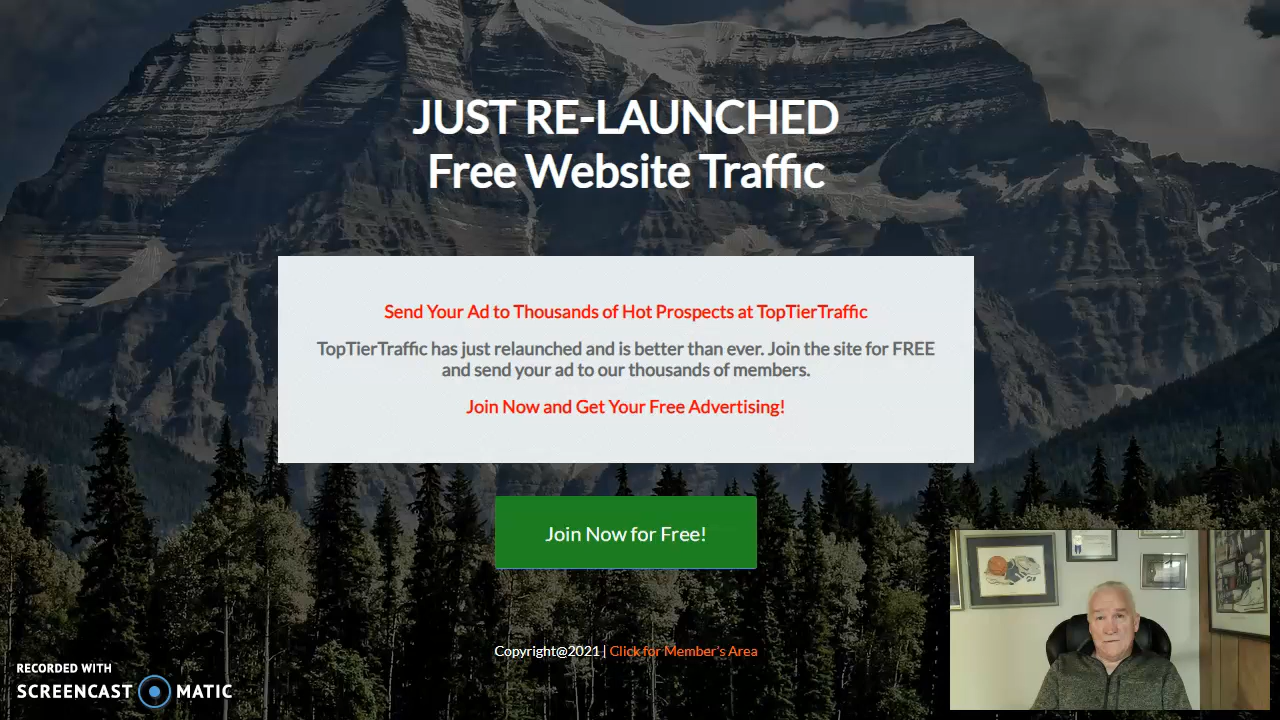 JUST RE-LAUNCHED
Free Website Traffic
Send Your Ad to Thousands of Hot Prospects at TopTierTraffic
TopTierTraffic has just relaunched and is better than ever. Join the site for FREE
and send your ad to our thousands of members.
Join Now and Get Your Free Advertising!
Join Now for Free!
Copyright@2021 | Click for Member's Area
RECORDED WITH
SCREENCAST MATIC